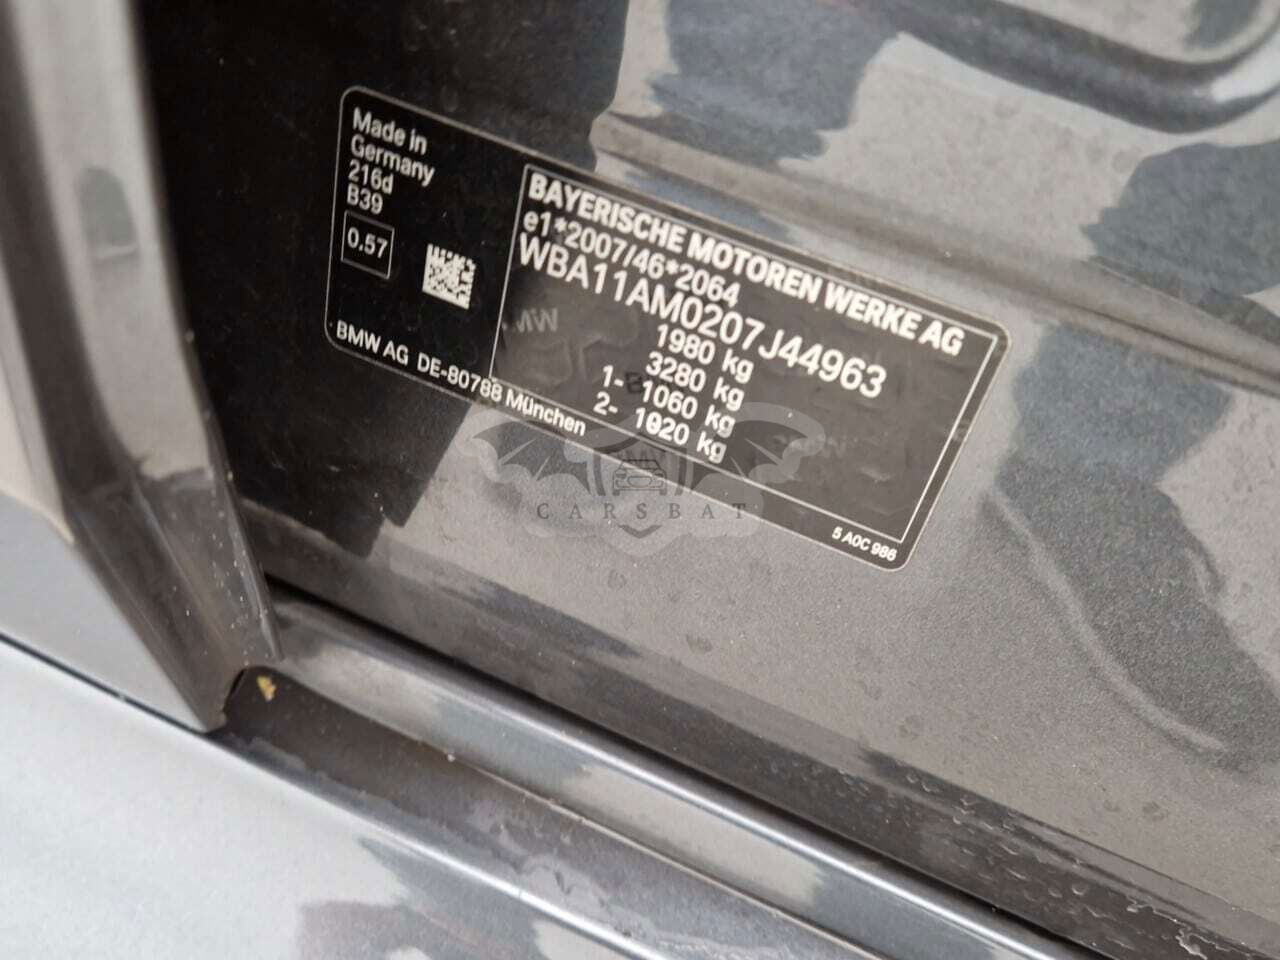 Made in
Germany
216d
B39
0.57
BMW AG DE-80788 München
BAYERISCHE MOTOREN WERKE AG
e1*2007/46*2064
WBA11AM0207J44963
1980 kg
3280 kg
1- 1060 kg
2- 1020 kg
5 A0C 986
CARSBAT